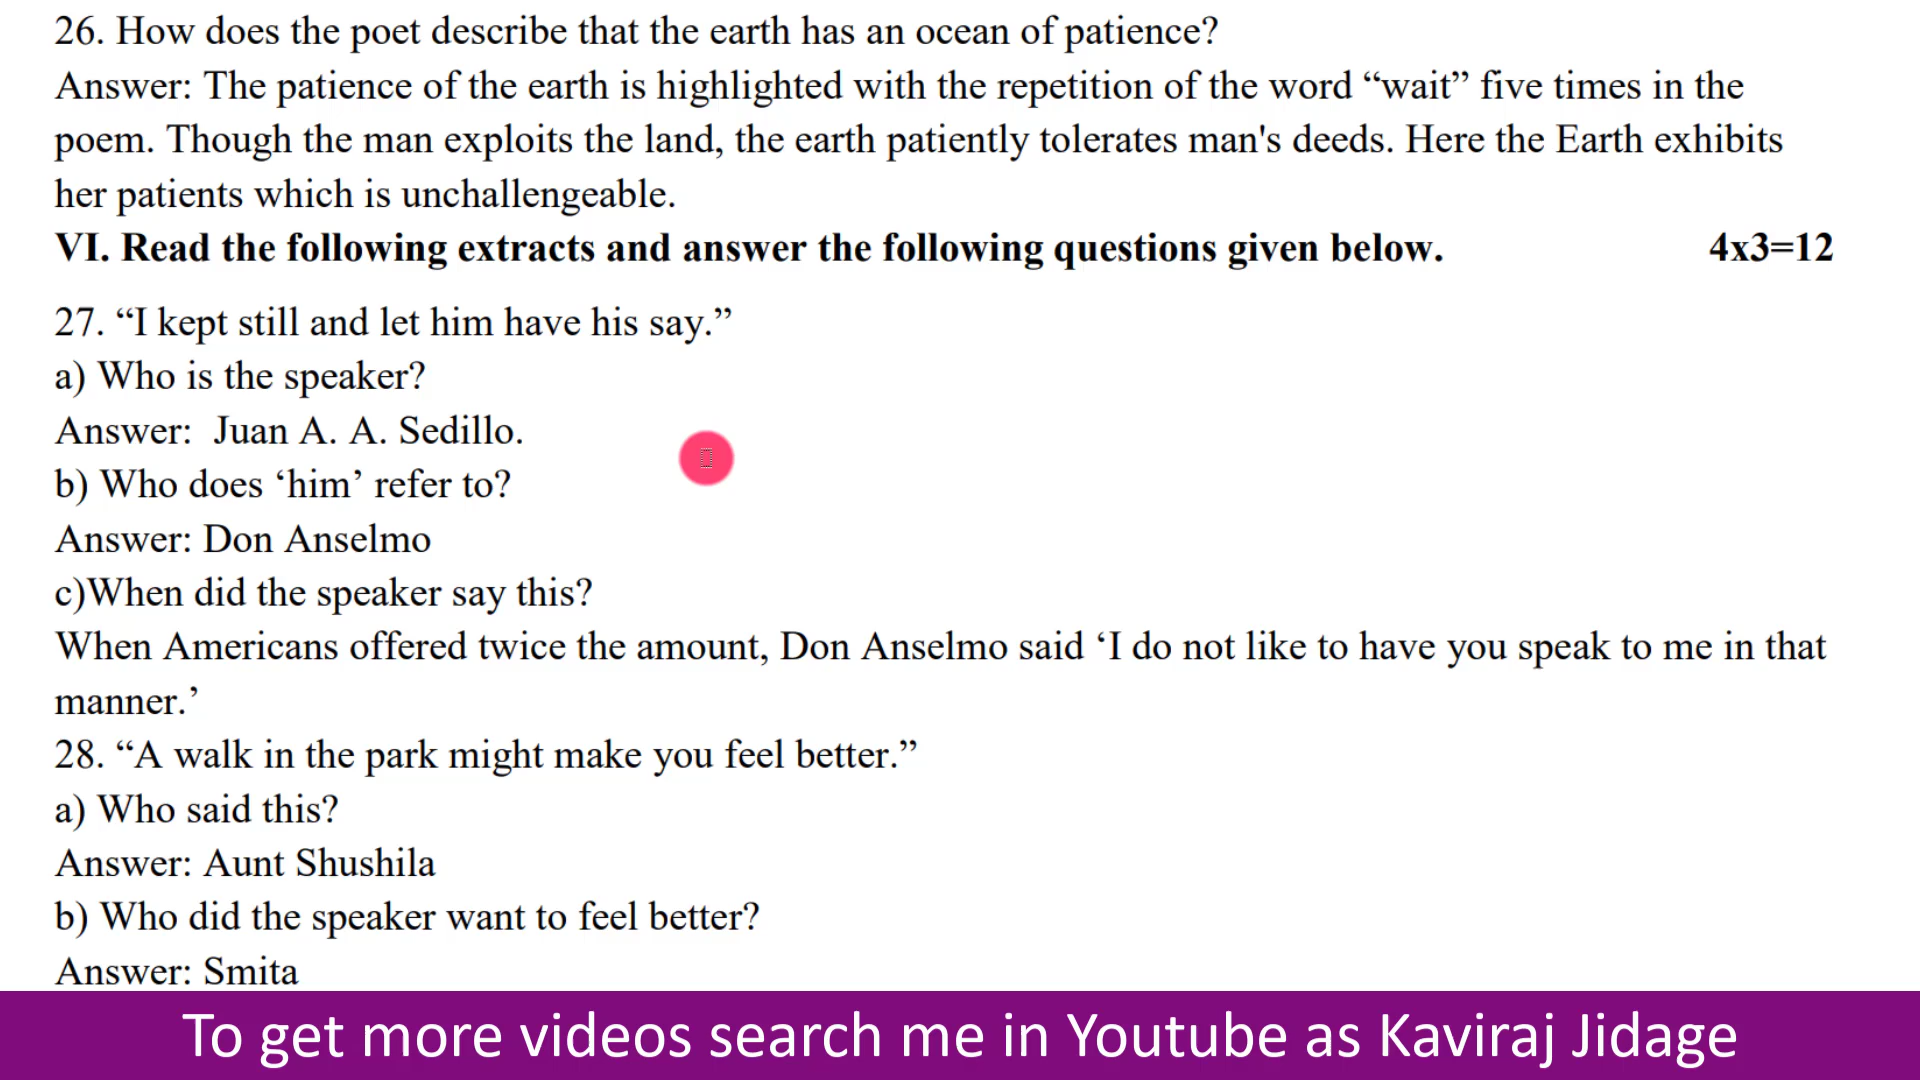 26. How does the poet describe that the earth has an ocean of patience?
Answer: The patience of the earth is highlighted with the repetition of the word “wait” five times in the
poem. Though the man exploits the land, the earth patiently tolerates man's deeds. Here the Earth exhibits
her patients which is unchallengeable.
VI. Read the following extracts and answer the following questions given below. 4x3=12
27. “I kept still and let him have his say.”
a) Who is the speaker?
Answer:  Juan A. A. Sedillo.
b) Who does ‘him’ refer to?
Answer: Don Anselmo
c)When did the speaker say this?
When Americans offered twice the amount, Don Anselmo said ‘I do not like to have you speak to me in that
manner.’
28. “A walk in the park might make you feel better.”
a) Who said this?
Answer: Aunt Shushila
b) Who did the speaker want to feel better?
Answer: Smita
To get more videos search me in Youtube as Kaviraj Jidage